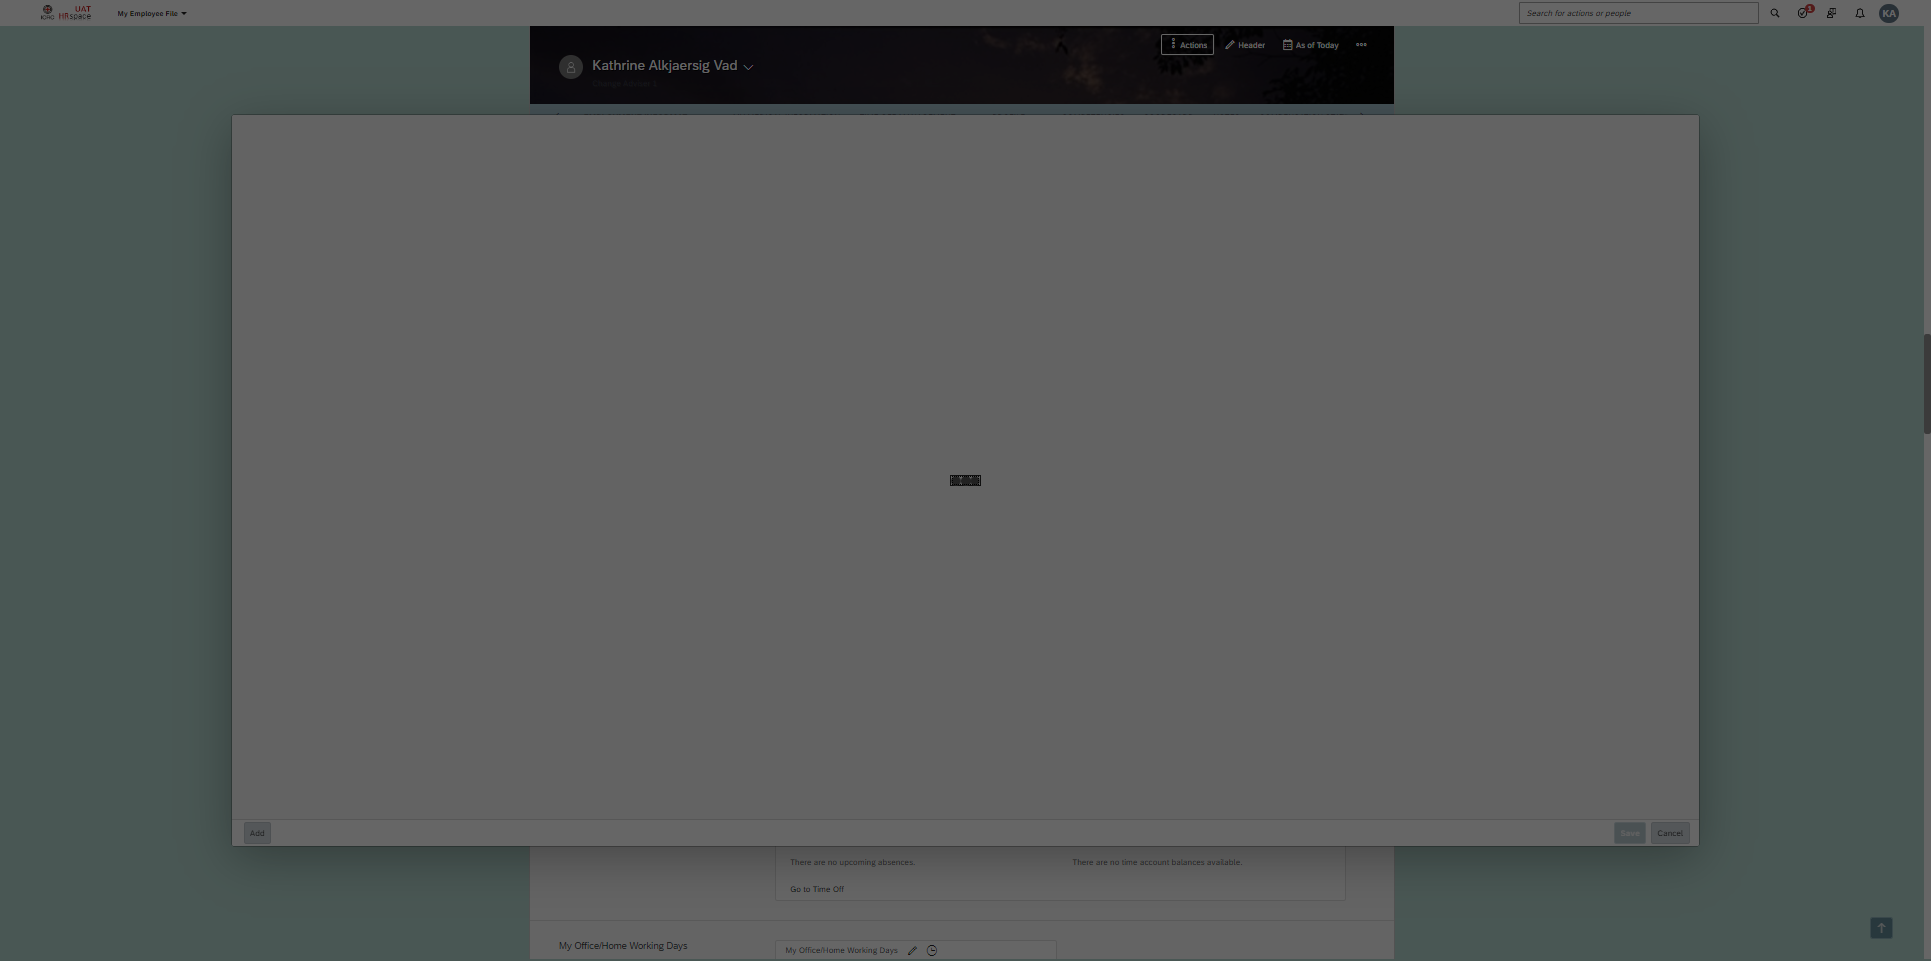 UAT
ICRC HRspace
My Employee File
Search for actions or people
1
KA
Actions
Header
As of Today
Kathrine Alkjaersig Vad
Add
Save
Cancel
There are no upcoming absences.
There are no time account balances available.
Go to Time Off
My Office/Home Working Days
My Office/Home Working Days